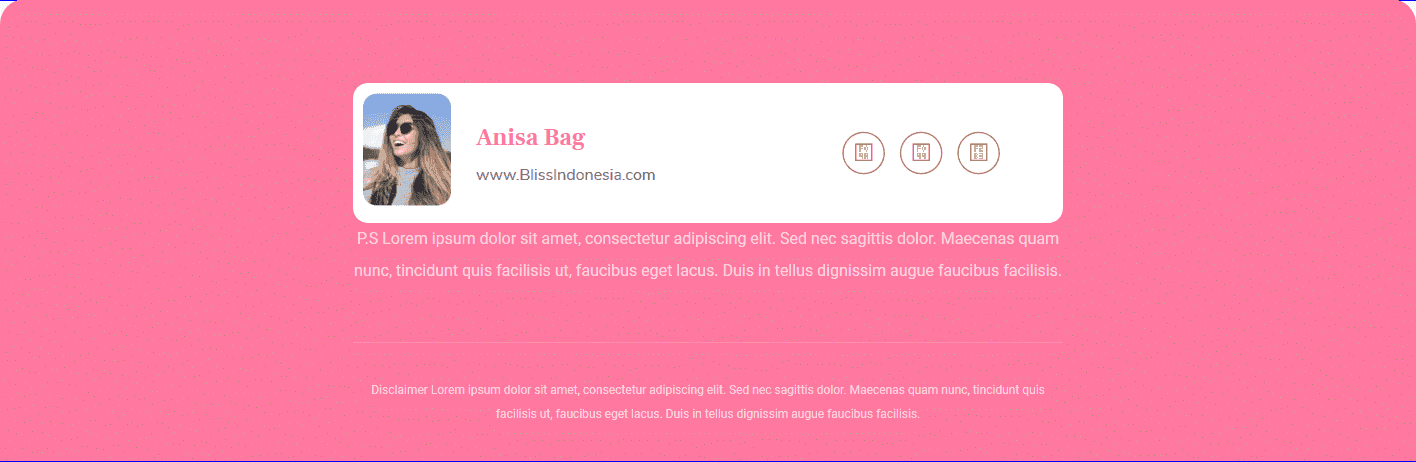 Anisa Bag
www.BlissIndonesia.com
P.S Lorem ipsum dolor sit amet, consectetur adipiscing elit. Sed nec sagittis dolor. Maecenas quam
nunc, tincidunt quis facilisis ut, faucibus eget lacus. Duis in tellus dignissim augue faucibus facilisis.
Disclaimer Lorem ipsum dolor sit amet, consectetur adipiscing elit. Sed nec sagittis dolor. Maecenas quam nunc, tincidunt quis
facilisis ut, faucibus eget lacus. Duis in tellus dignissim augue faucibus facilisis.